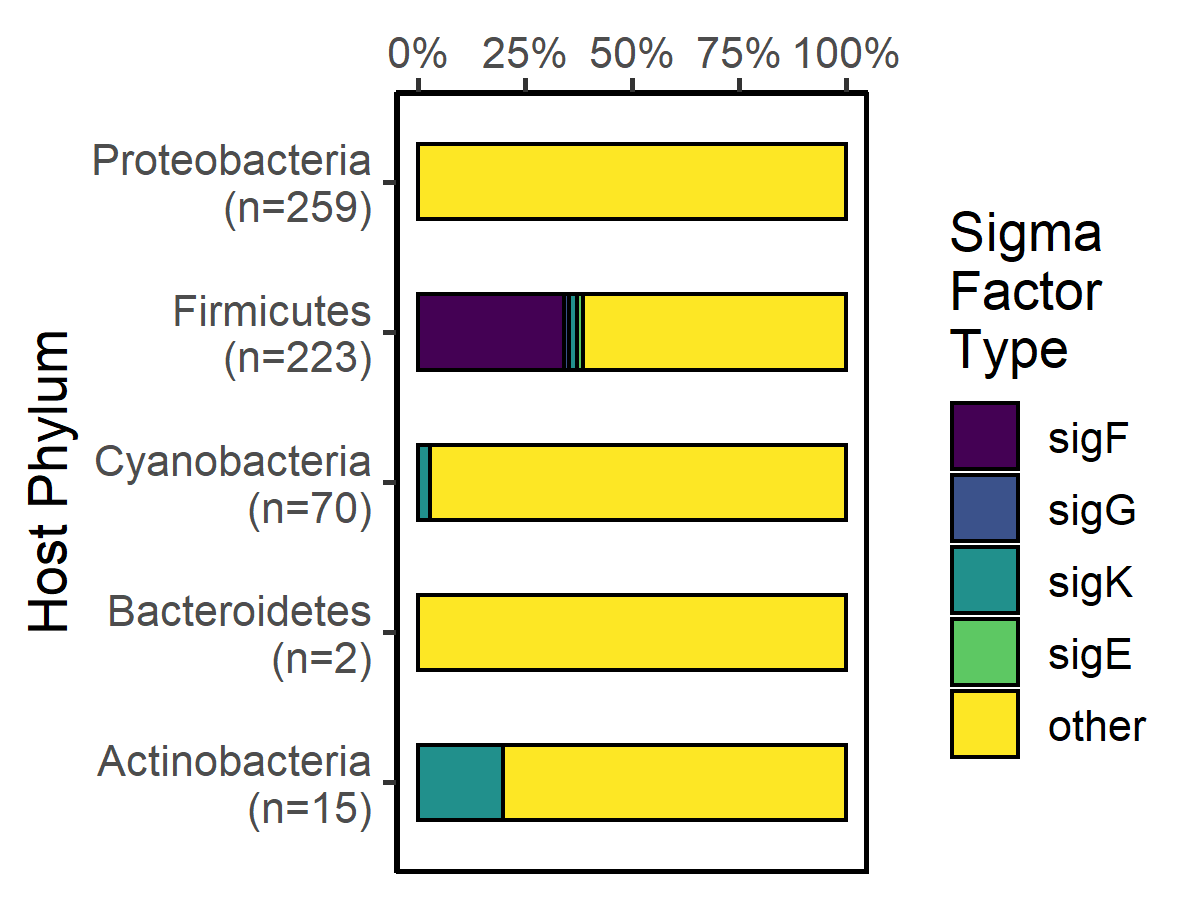 0% 25% 50% 75% 100%
Proteobacteria
(n=259)
Firmicutes
(n=223)
Cyanobacteria
(n=70)
Bacteroidetes
(n=2)
Actinobacteria
(n=15)
Host Phylum
Sigma
Factor
Type
sigF
sigG
sigK
sigE
other